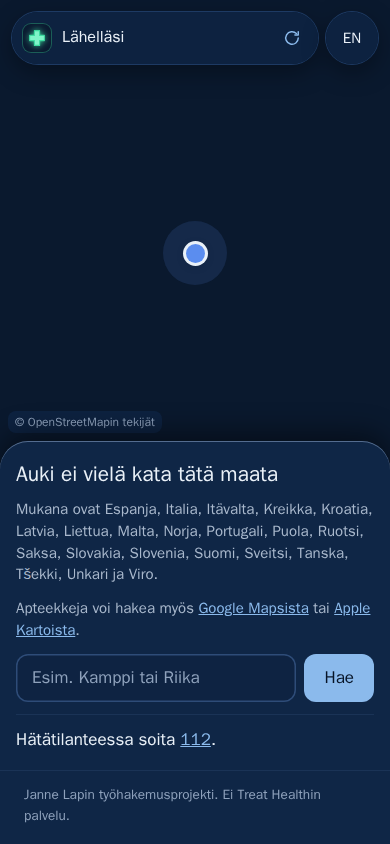 Lähelläsi
EN
© OpenStreetMapin tekijät
Auki ei vielä kata tätä maata
Mukana ovat Espanja, Italia, Itävalta, Kreikka, Kroatia,
Latvia, Liettua, Malta, Norja, Portugali, Puola, Ruotsi,
Saksa, Slovakia, Slovenia, Suomi, Sveitsi, Tanska,
Tšekki, Unkari ja Viro.
Apteekkeja voi hakea myös Google Mapsista tai Apple
Kartoista.
Esim. Kamppi tai Riika
Hae
Hätätilanteessa soita 112.
Janne Lapin työhakemusprojekti. Ei Treat Healthin
palvelu.